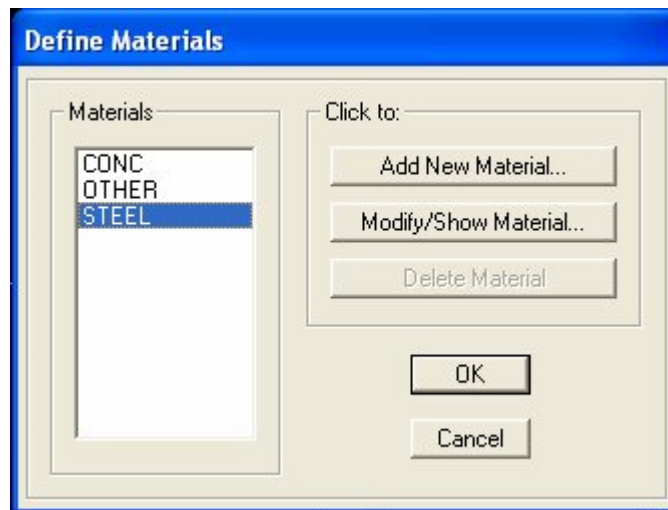 Define Materials
Materials
CONC
OTHER
STEEL
Click to:
Add New Material...
Modify/Show Material...
Delete Material
OK
Cancel